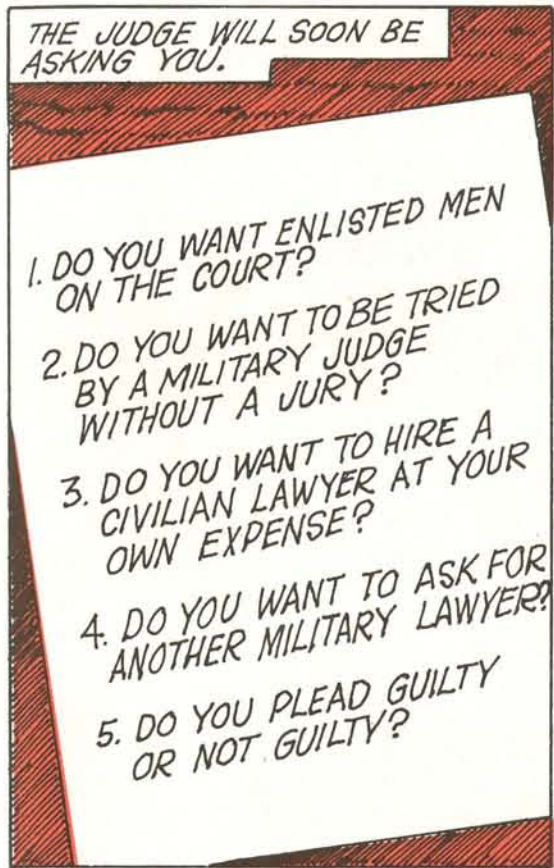 THE JUDGE WILL SOON BE
ASKING YOU.
1. DO YOU WANT ENLISTED MEN
ON THE COURT?
2. DO YOU WANT TO BE TRIED
BY A MILITARY JUDGE
WITHOUT A JURY?
3. DO YOU WANT TO HIRE A
CIVILIAN LAWYER AT YOUR
OWN EXPENSE?
4. DO YOU WANT TO ASK FOR
ANOTHER MILITARY LAWYER?
5. DO YOU PLEAD GUILTY
OR NOT GUILTY?